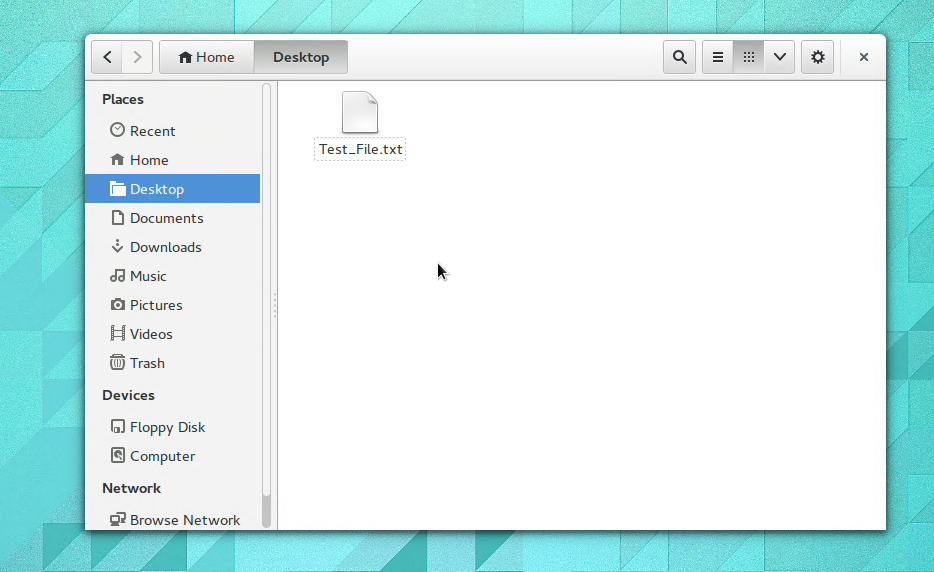 Home
Desktop
Places
Recent
Home
Desktop
Documents
Downloads
Music
Pictures
Videos
Trash
Devices
Floppy Disk
Computer
Network
Browse Network
Test_File.txt